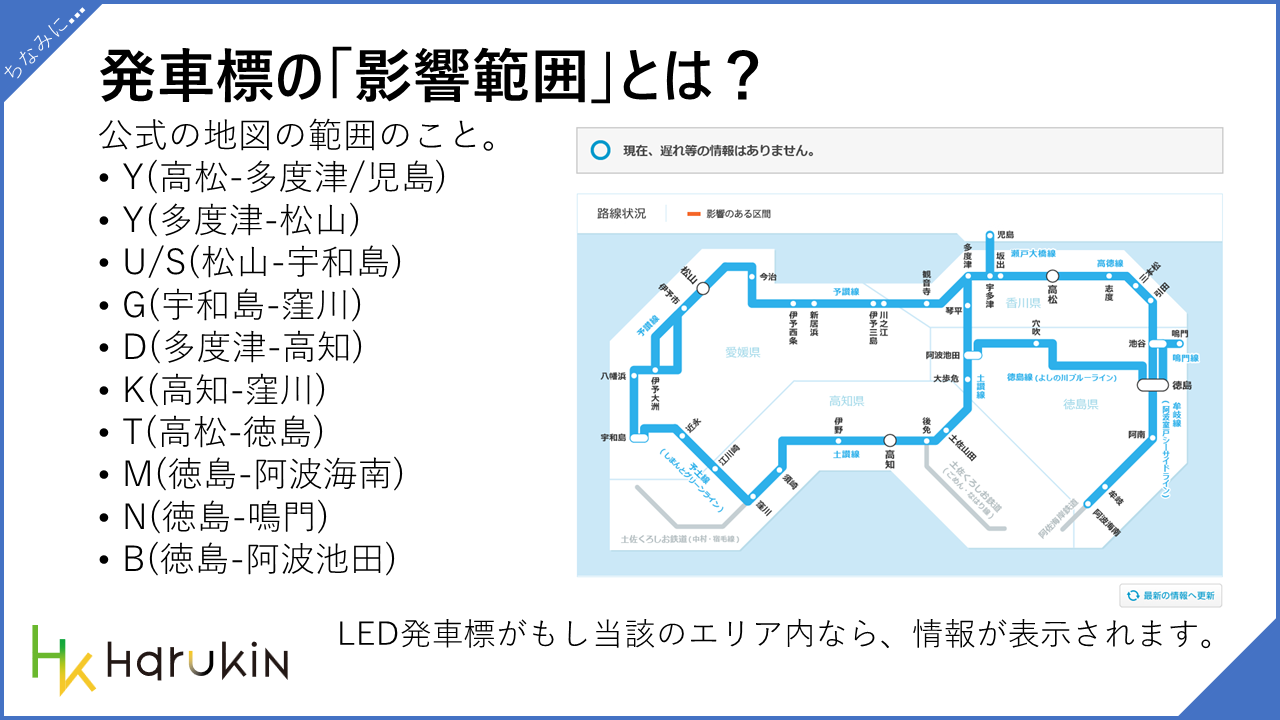 ちなみに…
発車標の「影響範囲」とは？
公式の地図の範囲のこと。
• Y(高松-多度津/児島)
• Y(多度津-松山)
• U/S(松山-宇和島)
• G(宇和島-窪川)
• D(多度津-高知)
• K(高知-窪川)
• T(高松-徳島)
• M(徳島-阿波海南)
• N(徳島-鳴門)
• B(徳島-阿波池田)
現在、遅れ等の情報はありません。
路線状況
影響のある区間
児島
瀬戸大橋線
多度津
坂出
宇多津
高松
高徳線
志度
三本松
引田
香川県
松山
今治
伊予市
予讃線
予讃線
伊予西条
新居浜
伊予三島
川之江
観音寺
琴平
穴吹
池谷
鳴門
鳴門線
愛媛県
阿波池田
八幡浜
伊予大洲
大歩危
土讃線
徳島線(よしの川ブルーライン)
徳島
高知県
徳島県
牟岐線
(阿波室戸シーサイドライン)
宇和島
近永
江川崎
予土線
(しまんとグリーンライン)
窪川
須崎
伊野
土讃線
高知
後免
土佐山田
阿南
牟岐
阿波海南
土佐くろしお鉄道
(ごめん・なはり線)
阿佐海岸鉄道
土佐くろしお鉄道(中村・宿毛線)
最新の情報へ更新
LED発車標がもし当該のエリア内なら、情報が表示されます。
HK HarukiN